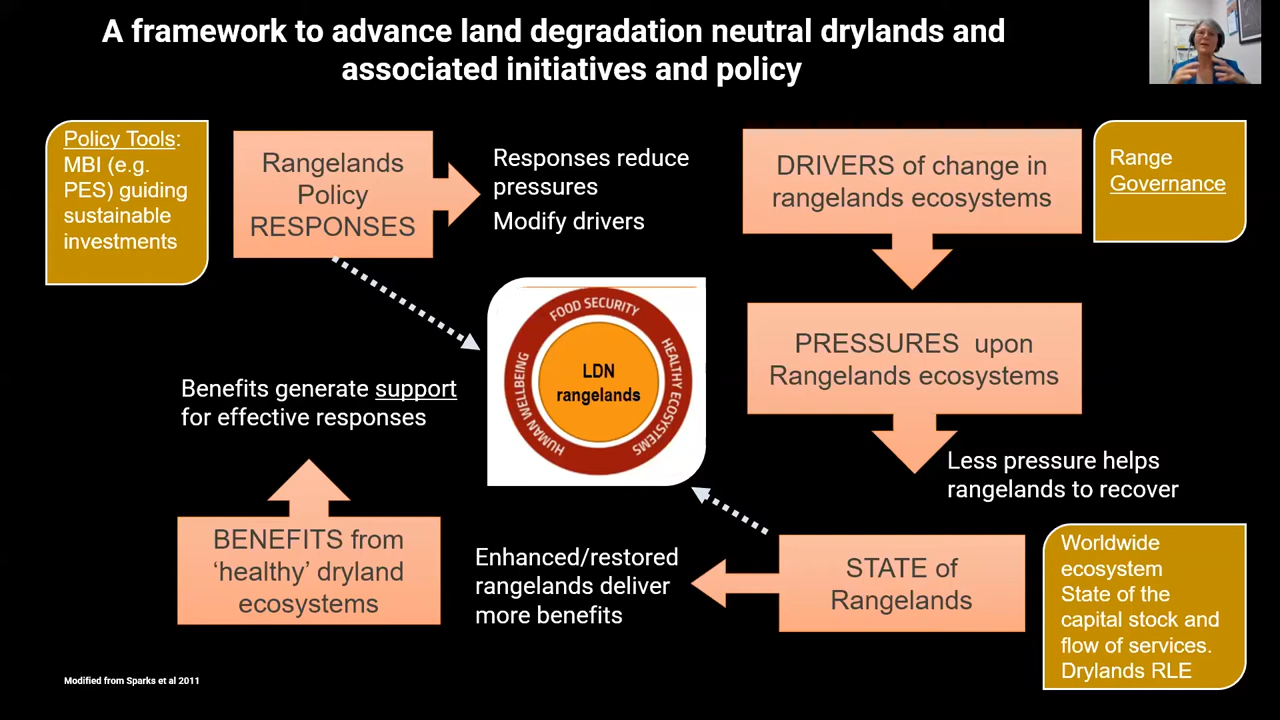 A framework to advance land degradation neutral drylands and
associated initiatives and policy
Policy Tools:
MBI (e.g.
PES) guiding
sustainable
investments
Rangelands
Policy
RESPONSES
Responses reduce
pressures
Modify drivers
DRIVERS of change in
rangelands ecosystems
Range
Governance
PRESSURES upon
Rangelands ecosystems
FOOD SECURITY
HEALTHY ECOSYSTEMS
HUMAN WELLBEING
LDN
rangelands
Benefits generate support
for effective responses
Less pressure helps
rangelands to recover
BENEFITS from
‘healthy’ dryland
ecosystems
Enhanced/restored
rangelands deliver
more benefits
STATE of
Rangelands
Worldwide
ecosystem
State of the
capital stock and
flow of services.
Drylands RLE
Modified from Sparks et al 2011